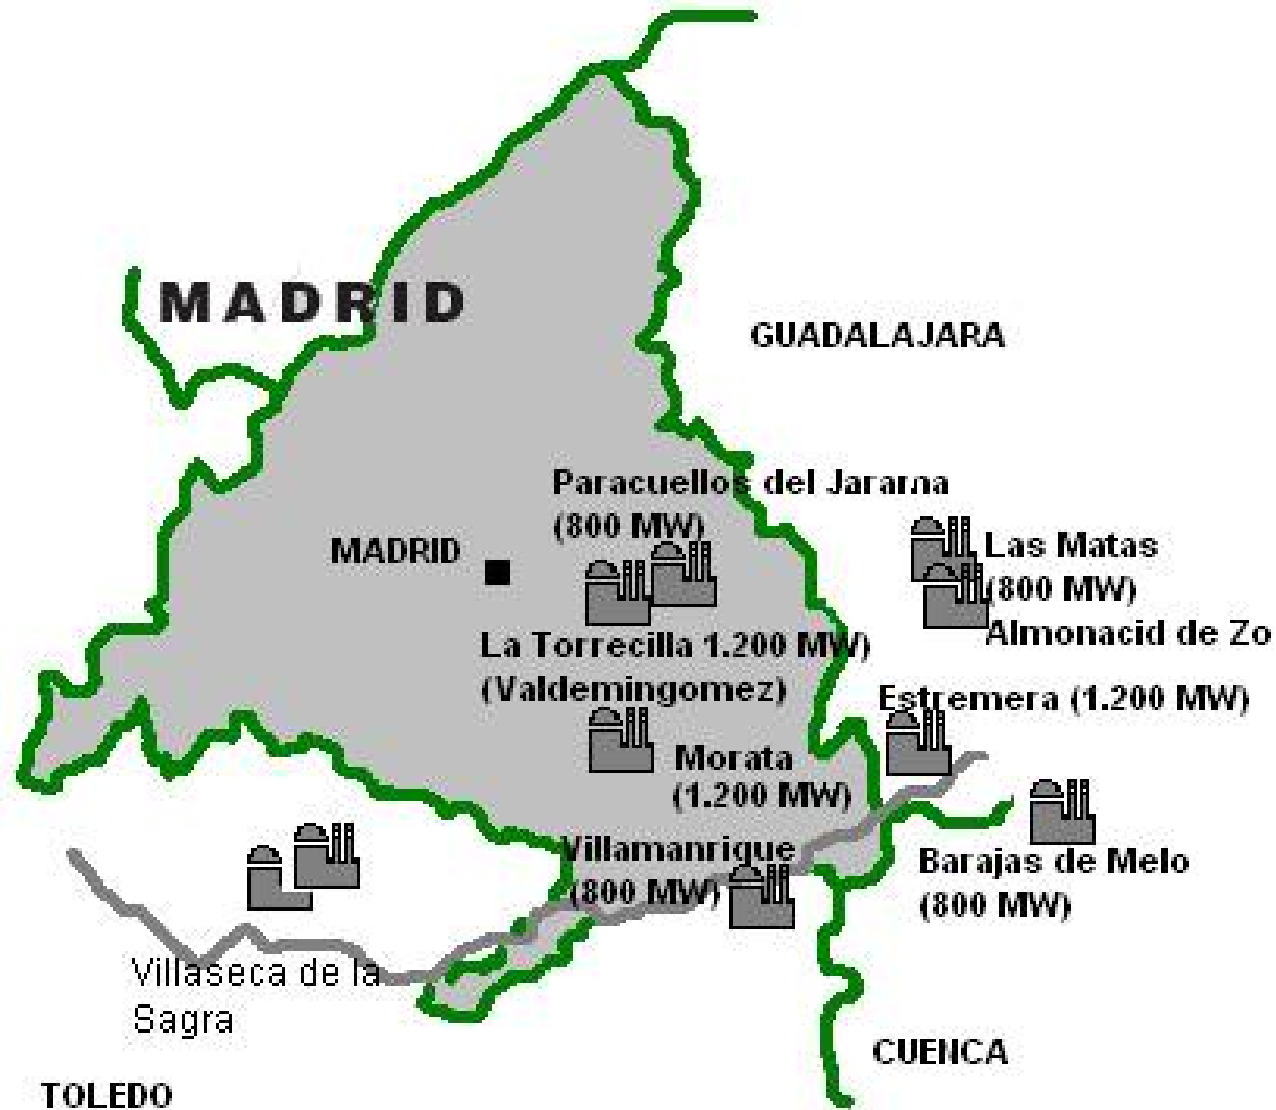 MADRID
GUADALAJARA
Paracuellos del Jarama
(800 MW)
MADRID
Las Matas
(800 MW)
Almonacid de Zo
La Torrecilla 1.200 MW)
(Valdemingomez)
Estremera (1.200 MW)
Morata
(1.200 MW)
Villamanrique
(800 MW)
Barajas de Melo
(800 MW)
Villaseca de la
Sagra
CUENCA
TOLEDO